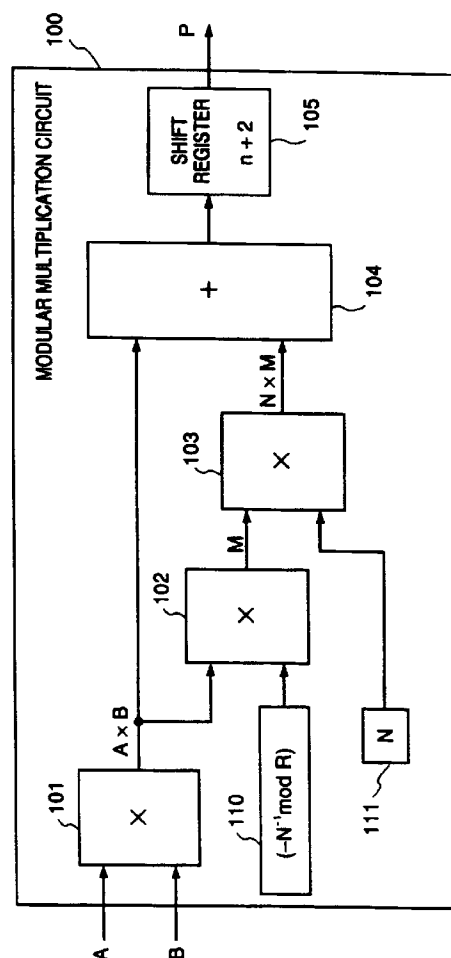 100
MODULAR MULTIPLICATION CIRCUIT
A
B
101
×
A × B
102
×
M
103
×
N × M
104
+
SHIFT
REGISTER
n + 2
105
P
110
(–N⁻¹mod R)
N
111